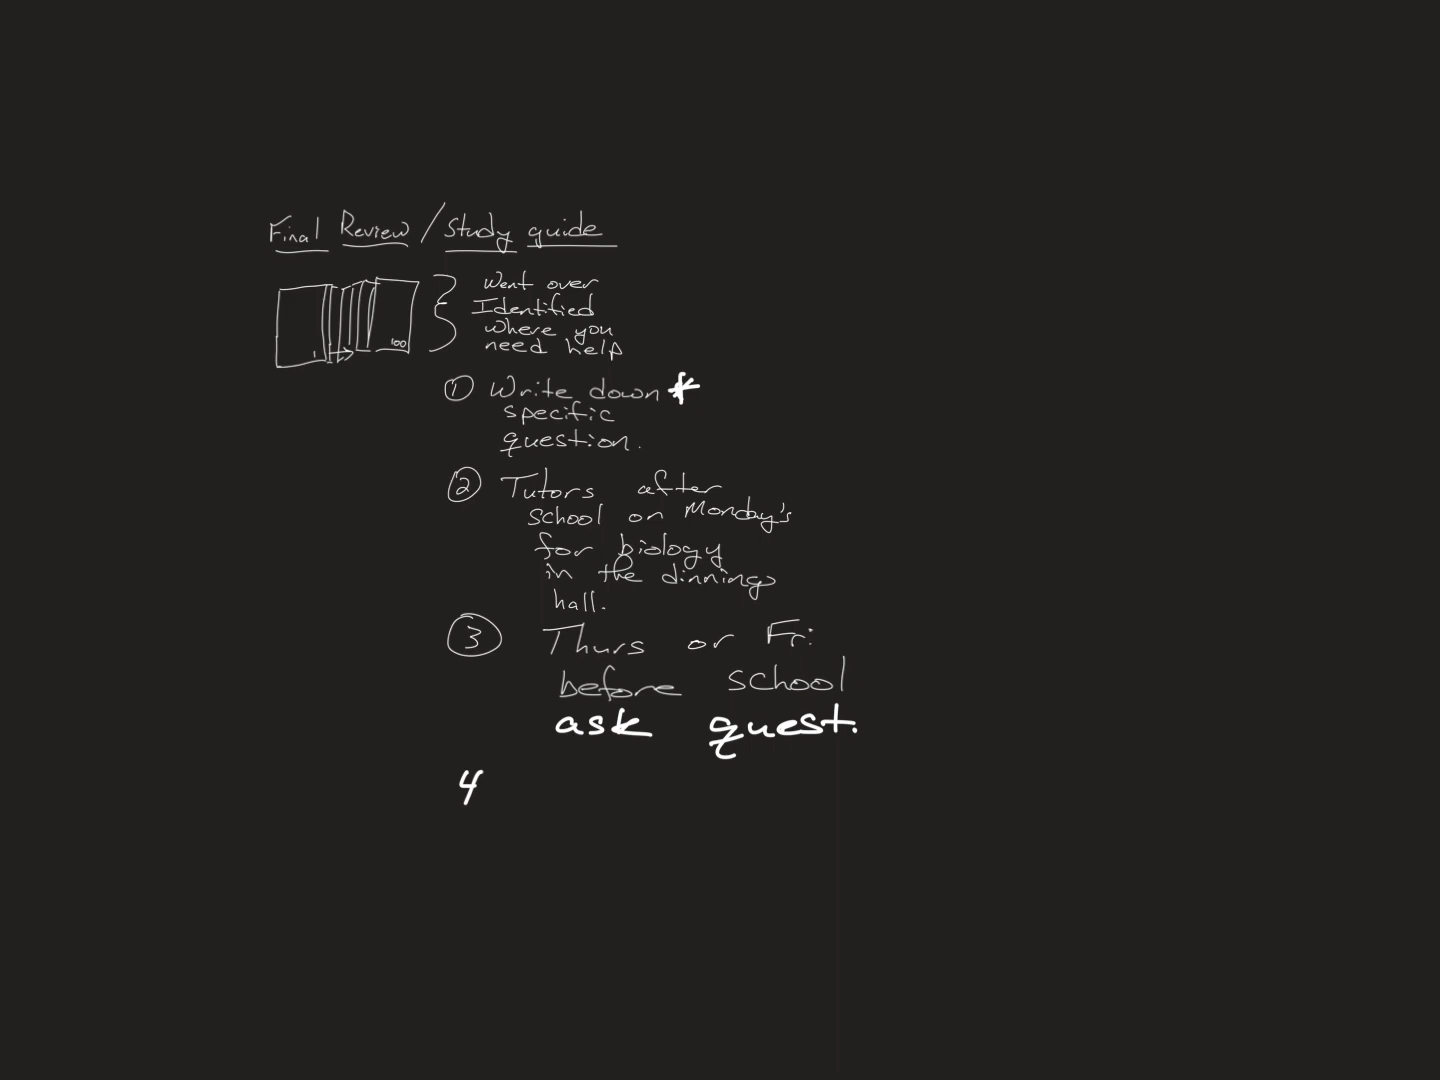 Final Review / Study guide
Went over
Identified
where you
need help
1 100
① Write down *
specific
question.
② Tutors after
school on Monday's
for biology
in the dinning
hall.
③ Thurs or Fri
before school
ask quest.
4